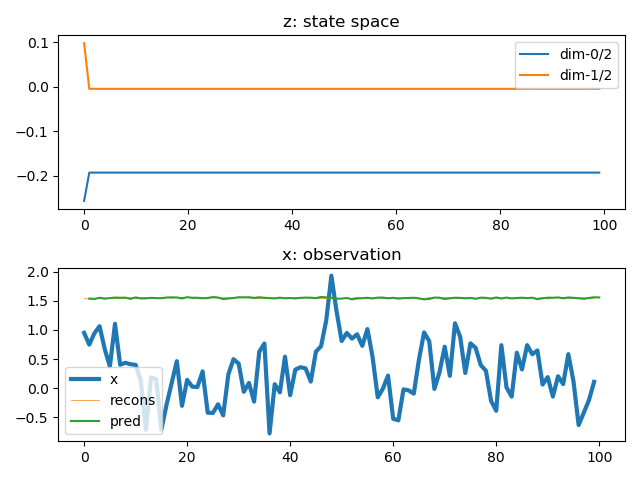 z: state space
0.1
0.0
−0.1
−0.2
dim-0/2
dim-1/2
0 20 40 60 80 100
x: observation
2.0
1.5
1.0
0.5
0.0
−0.5
x
recons
pred
0 20 40 60 80 100